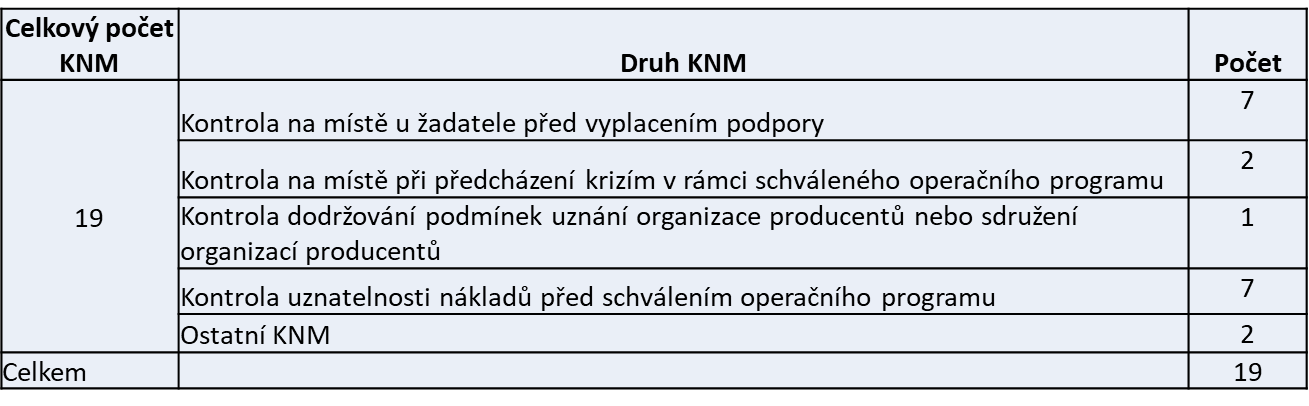 Celkový počet
KNM
Druh KNM
Počet
19
Kontrola na místě u žadatele před vyplacením podpory
7
Kontrola na místě při předcházení krizím v rámci schváleného operačního programu
2
Kontrola dodržování podmínek uznání organizace producentů nebo sdružení
organizací producentů
1
Kontrola uznatelnosti nákladů před schválením operačního programu
7
Ostatní KNM
2
Celkem
19